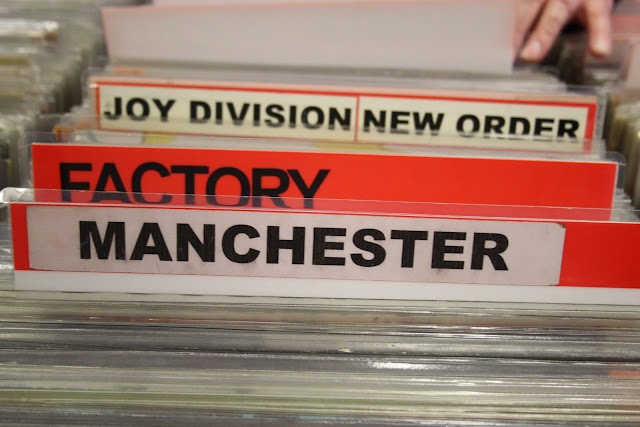 JOY DIVISION NEW ORDER
FACTORY
MANCHESTER